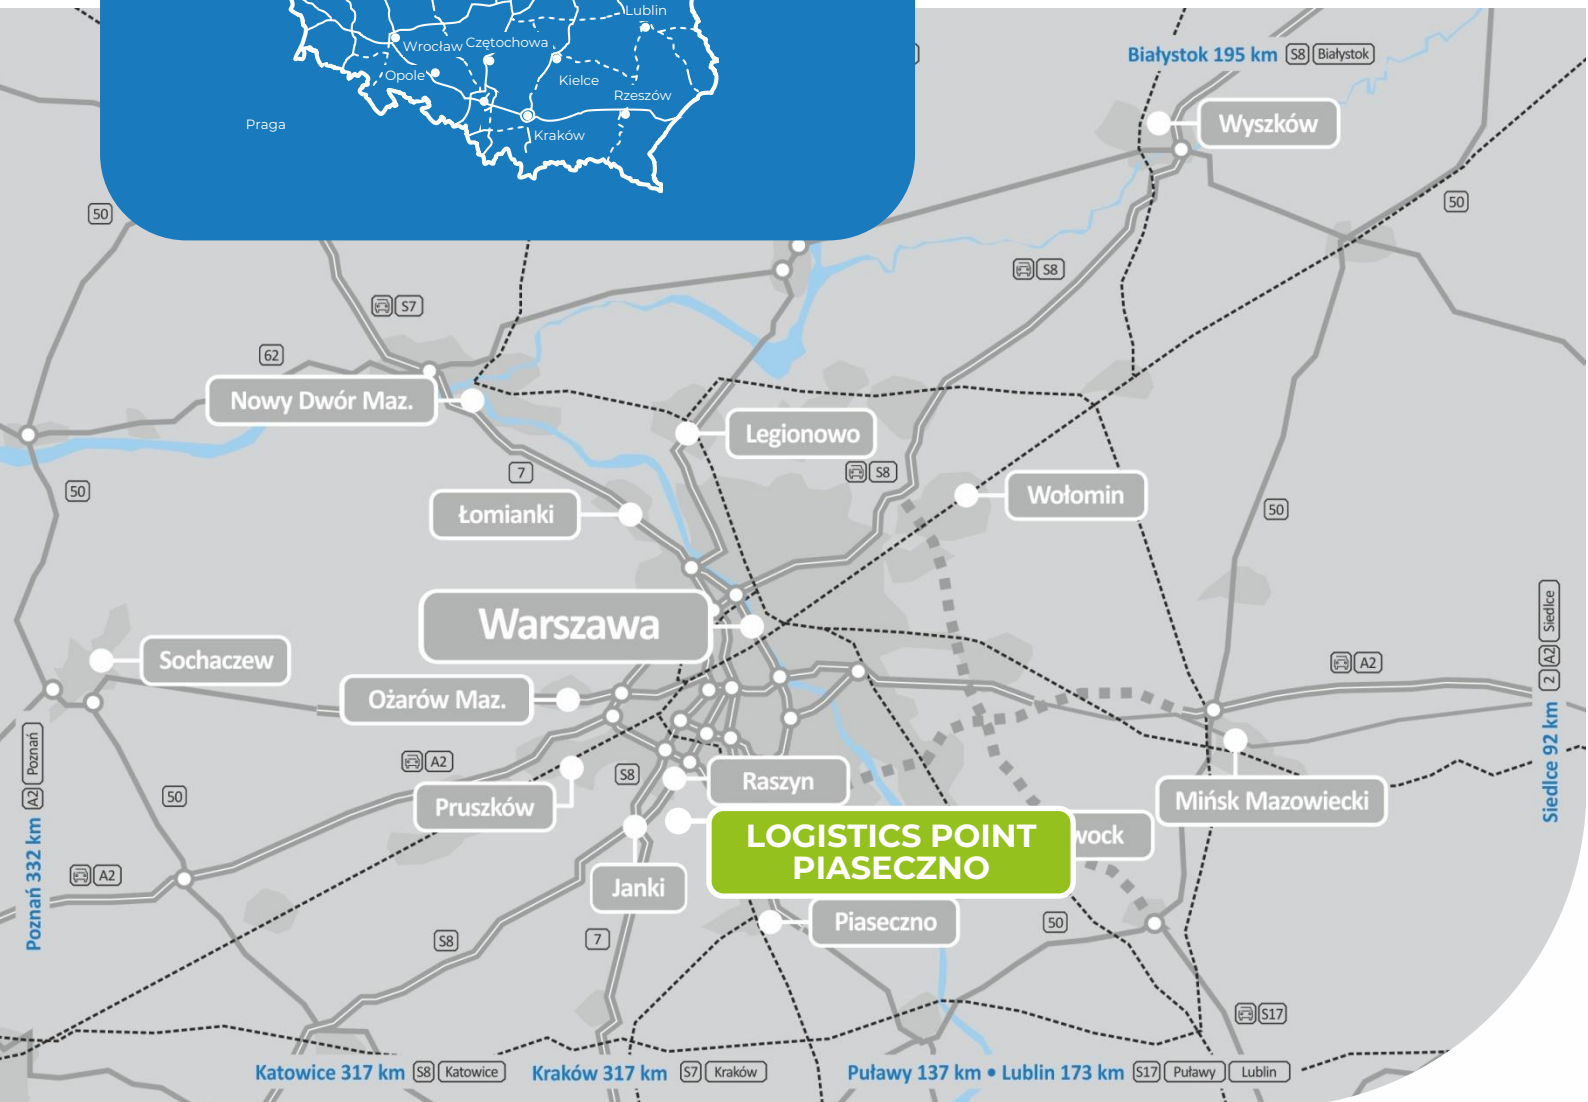 Lublin
Wrocław
Czętochowa
Opole
Kielce
Rzeszów
Praga
Kraków
Białystok 195 km S8 Białystok
Wyszków
50
50
S8
S7
62
Nowy Dwór Maz.
Legionowo
7
S8
50
Wołomin
Łomianki
50
Warszawa
Siedlce 92 km 2 A2 Siedlce
Sochaczew
A2
Ożarów Maz.
Poznań 332 km A2 Poznań
A2
S8
Raszyn
50
Pruszków
Mińsk Mazowiecki
LOGISTICS POINT
PIASECZNO
wock
A2
Janki
Piaseczno
50
S8
7
S17
Katowice 317 km S8 Katowice
Kraków 317 km S7 Kraków
Puławy 137 km • Lublin 173 km S17 Puławy Lublin